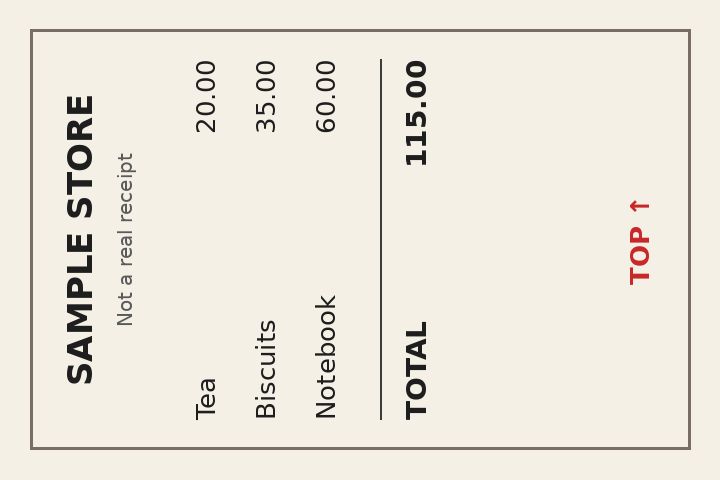 SAMPLE STORE
Not a real receipt
Tea 20.00
Biscuits 35.00
Notebook 60.00
TOTAL 115.00
TOP ↑